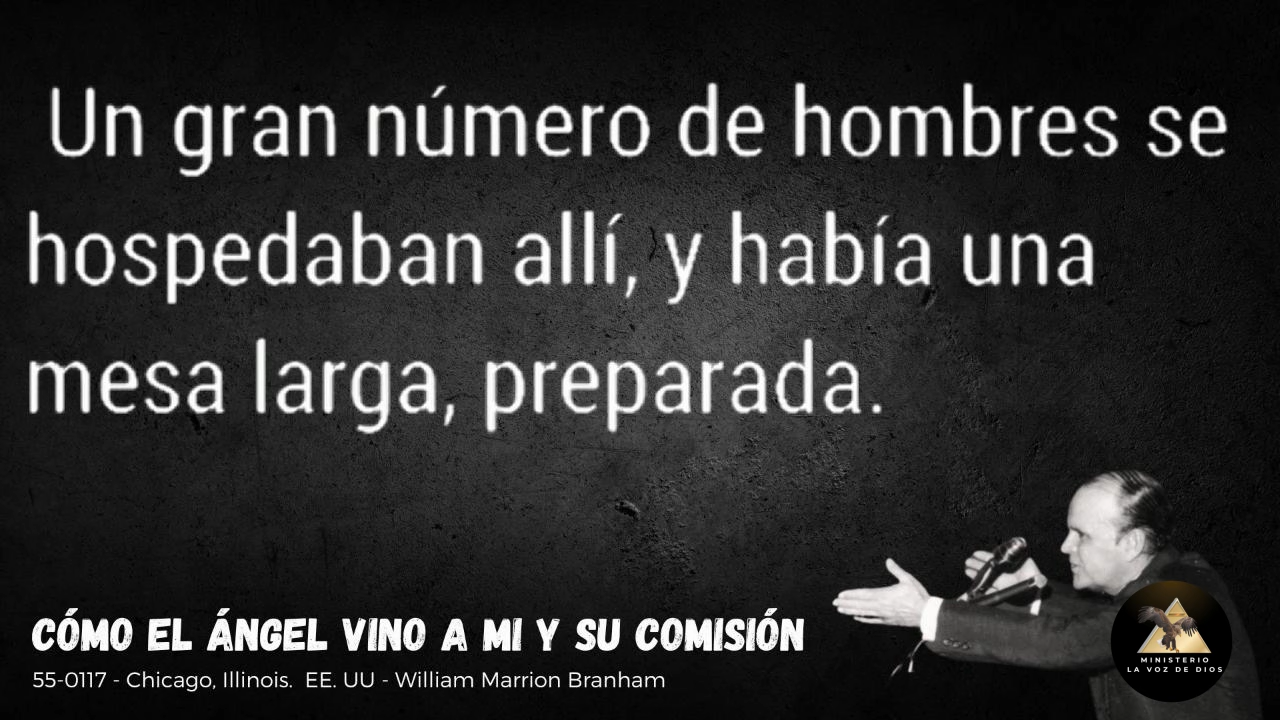 Un gran número de hombres se
hospedaban allí, y había una
mesa larga, preparada.
CÓMO EL ÁNGEL VINO A MI Y SU COMISIÓN
55-0117 - Chicago, Illinois.  EE. UU - William Marrion Branham
MINISTERIO
LA VOZ DE DIOS